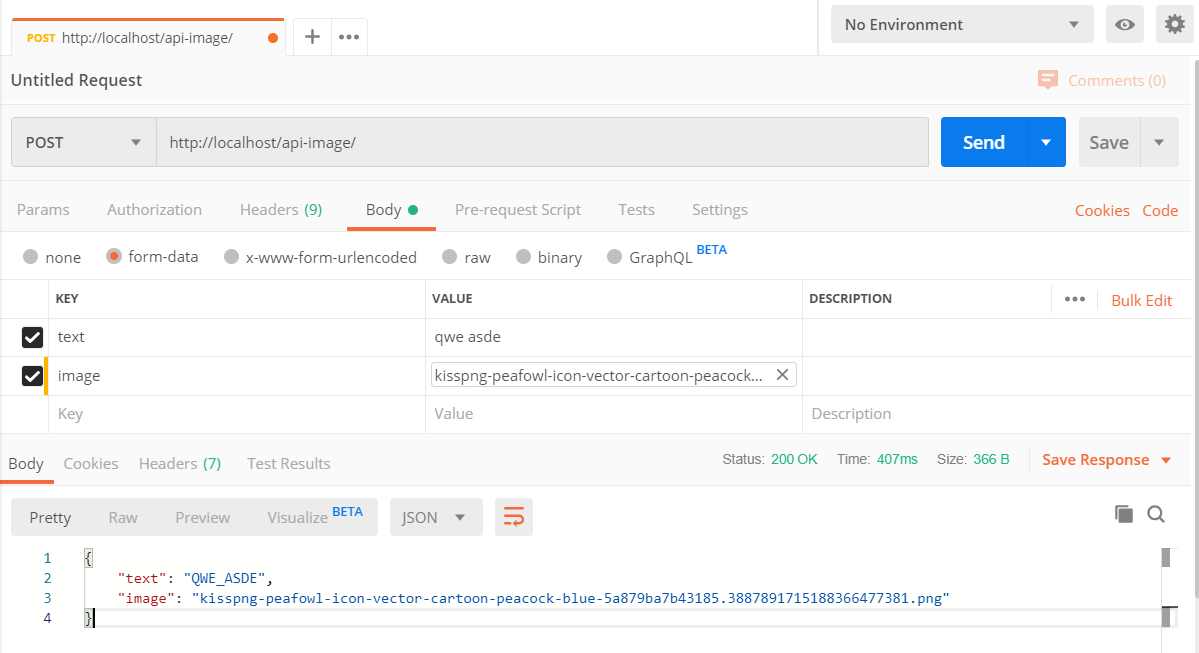 POST http://localhost/api-image/ No Environment
Untitled Request Comments (0)
POST http://localhost/api-image/ Send Save
Params Authorization Headers (9) Body Pre-request Script Tests Settings Cookies Code
none form-data x-www-form-urlencoded raw binary GraphQL BETA
KEY VALUE DESCRIPTION ••• Bulk Edit
text qwe asde
image kisspng-peafowl-icon-vector-cartoon-peacock...
Key Value Description
Body Cookies Headers (7) Test Results Status: 200 OK Time: 407ms Size: 366 B Save Response
Pretty Raw Preview Visualize BETA JSON
1 {
2 "text": "QWE_ASDE",
3 "image": "kisspng-peafowl-icon-vector-cartoon-peacock-blue-5a879ba7b43185.3887891715188366477381.png"
4 }